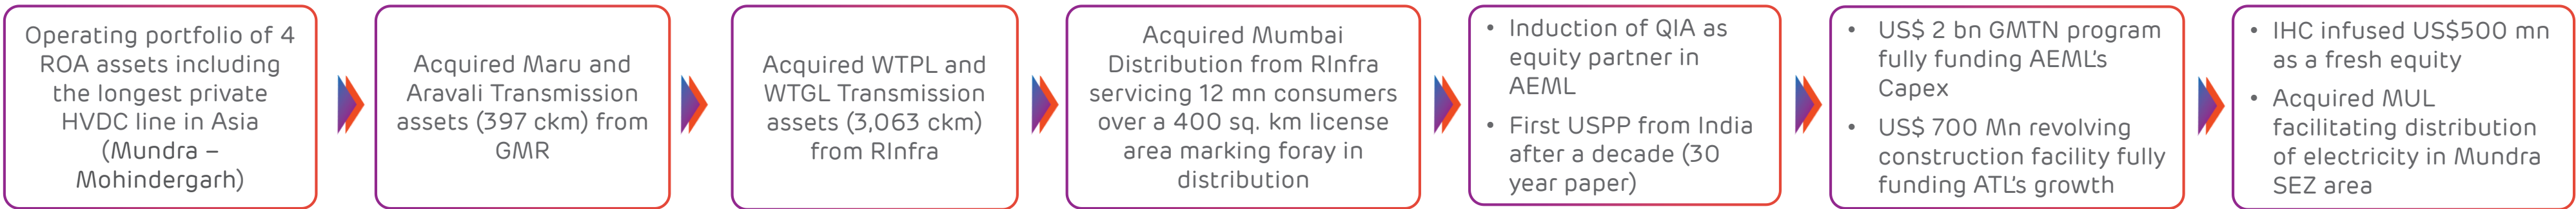 Operating portfolio of 4
ROA assets including
the longest private
HVDC line in Asia
(Mundra –
Mohindergarh)
Acquired Maru and
Aravali Transmission
assets (397 ckm) from
GMR
Acquired WTPL and
WTGL Transmission
assets (3,063 ckm)
from RInfra
Acquired Mumbai
Distribution from RInfra
servicing 12 mn consumers
over a 400 sq. km license
area marking foray in
distribution
• Induction of QIA as
equity partner in
AEML
• First USPP from India
after a decade (30
year paper)
• US$ 2 bn GMTN program
fully funding AEML's
Capex
• US$ 700 Mn revolving
construction facility fully
funding ATL's growth
• IHC infused US$500 mn
as a fresh equity
• Acquired MUL
facilitating distribution
of electricity in Mundra
SEZ area